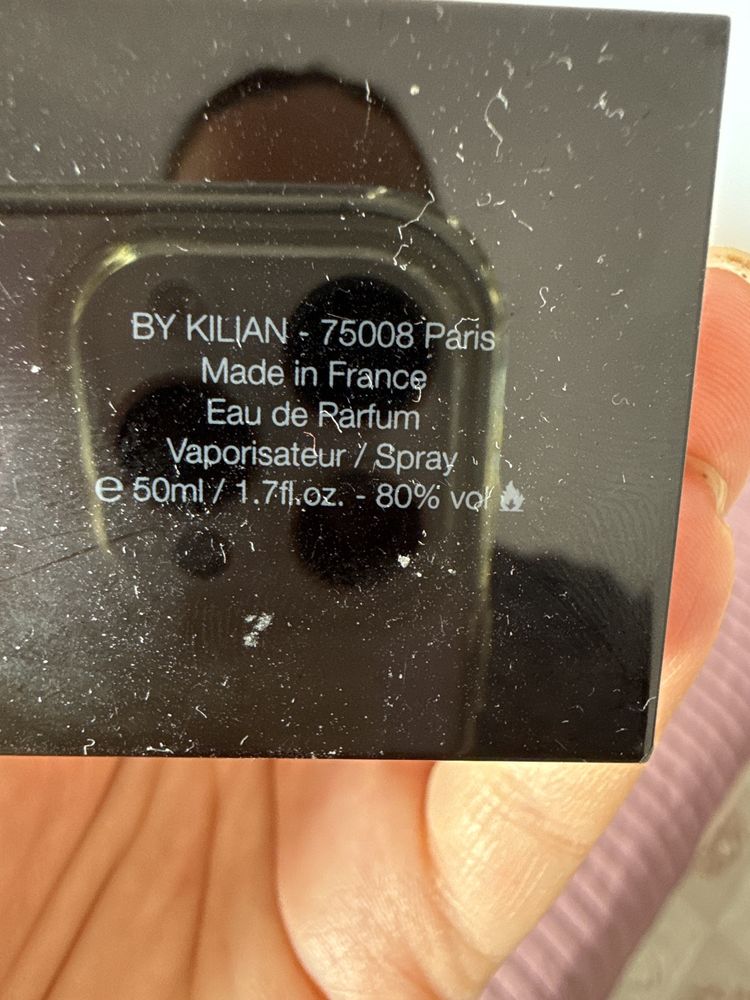 BY KILIAN - 75008 Paris
Made in France
Eau de Parfum
Vaporisateur / Spray
℮ 50ml / 1.7fl.oz. - 80% vol